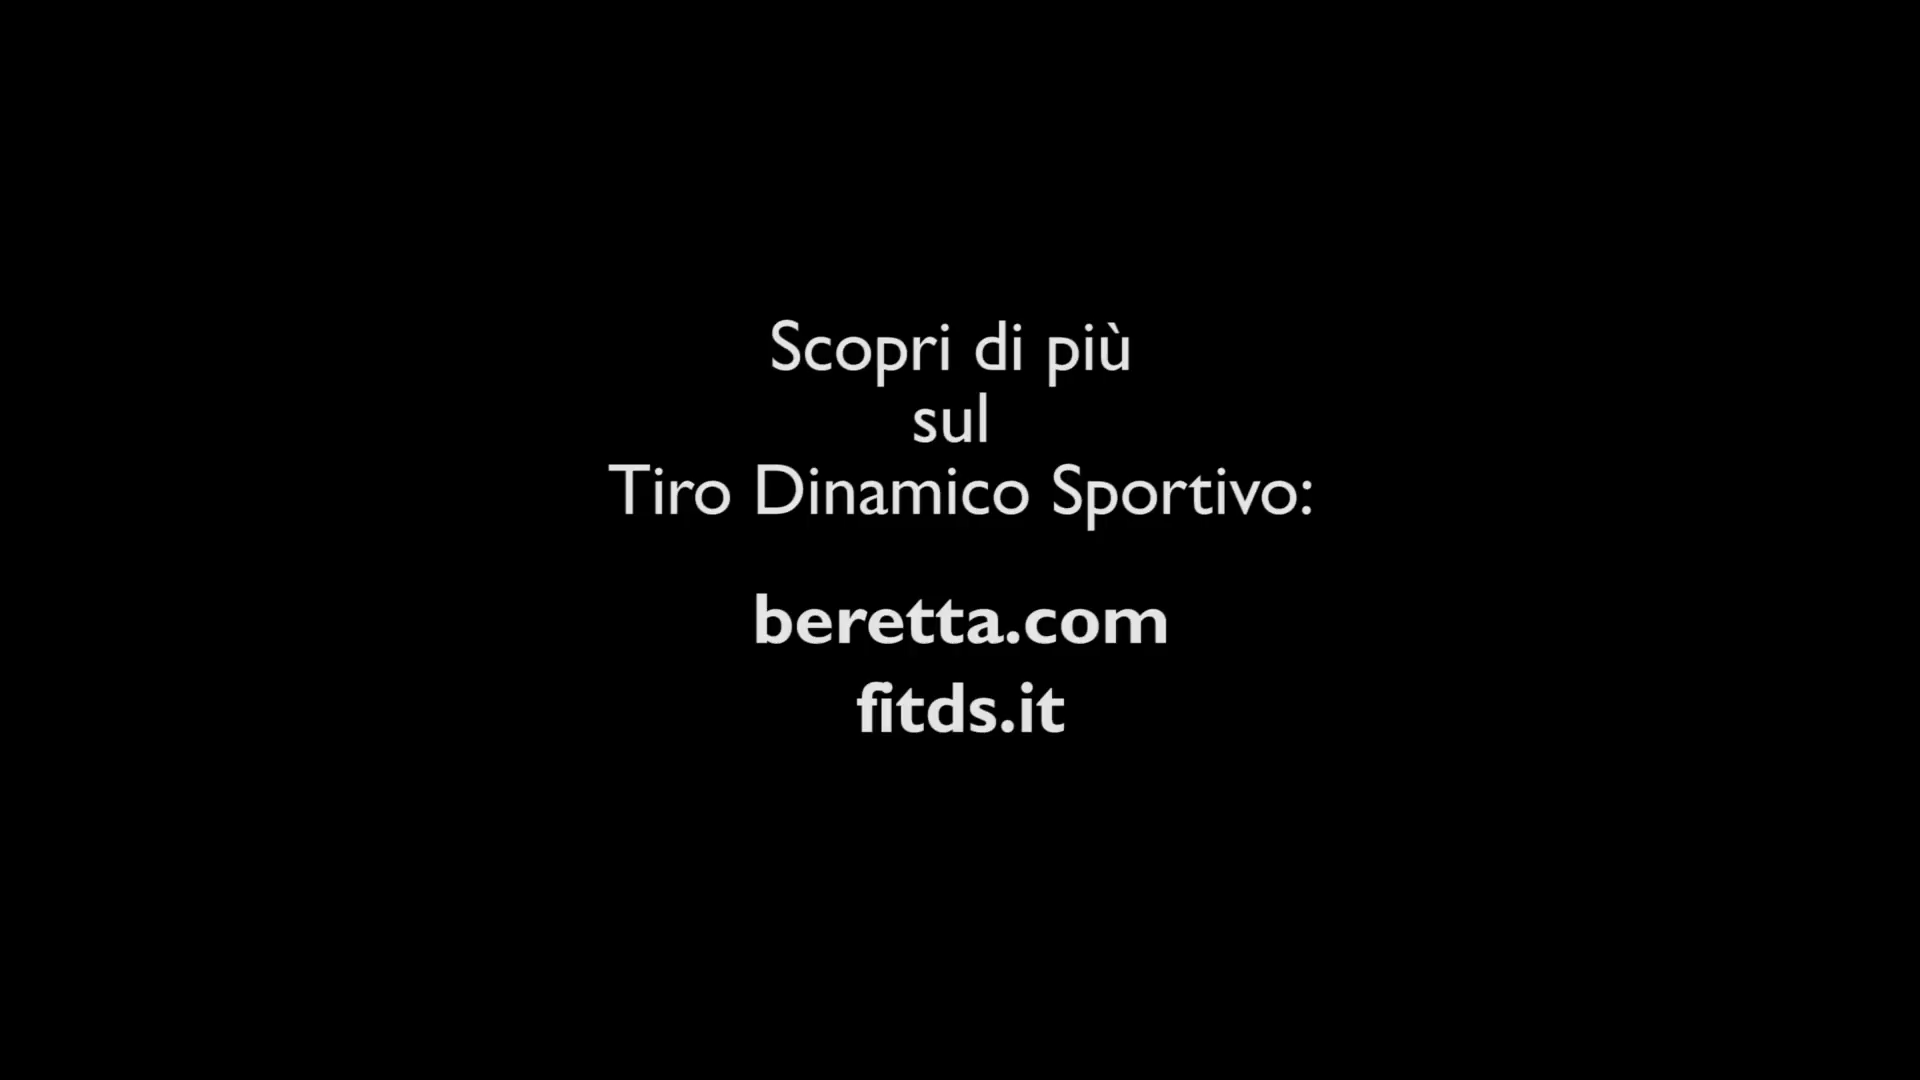 Scopri di più
sul
Tiro Dinamico Sportivo:
beretta.com
fitds.it